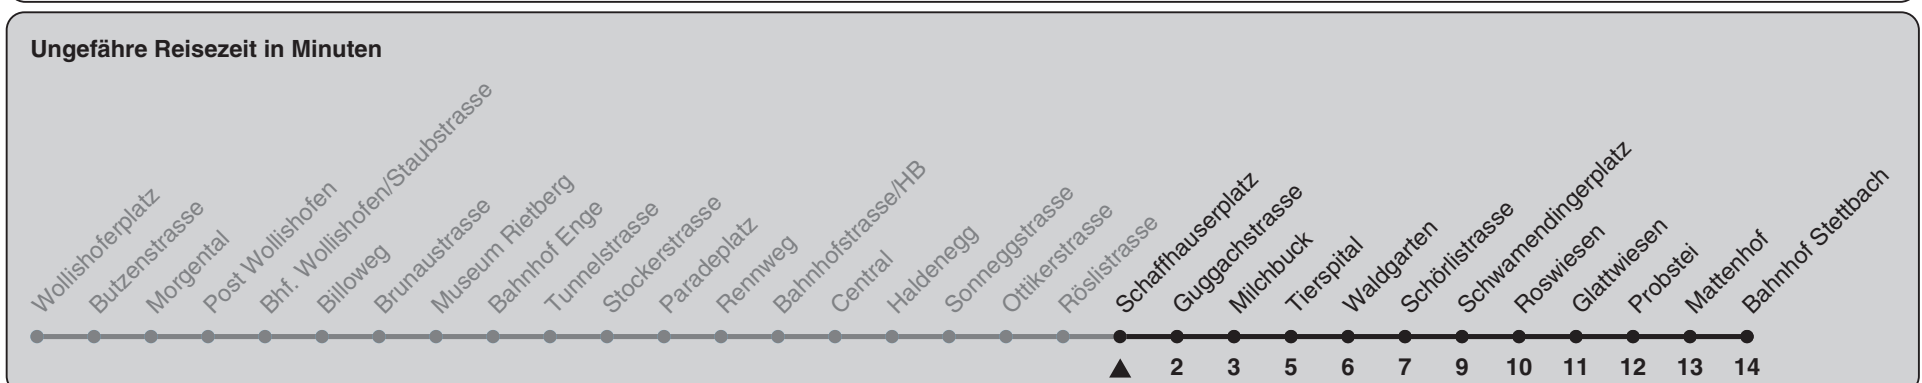 Ungefähre Reisezeit in Minuten
Wollishoferplatz
Butzenstrasse
Morgental
Post Wollishofen
Bhf. Wollishofen/Staubstrasse
Billoweg
Brunaustrasse
Museum Rietberg
Bahnhof Enge
Tunnelstrasse
Stockerstrasse
Paradeplatz
Rennweg
Bahnhofstrasse/HB
Central
Haldenegg
Sonneggstrasse
Ottikerstrasse
Röslistrasse
Schaffhauserplatz
Guggachstrasse
Milchbuck
Tierspital
Waldgarten
Schörlistrasse
Schwamendingerplatz
Roswiesen
Glattwiesen
Probstei
Mattenhof
Bahnhof Stettbach
2 3 5 6 7 9 10 11 12 13 14